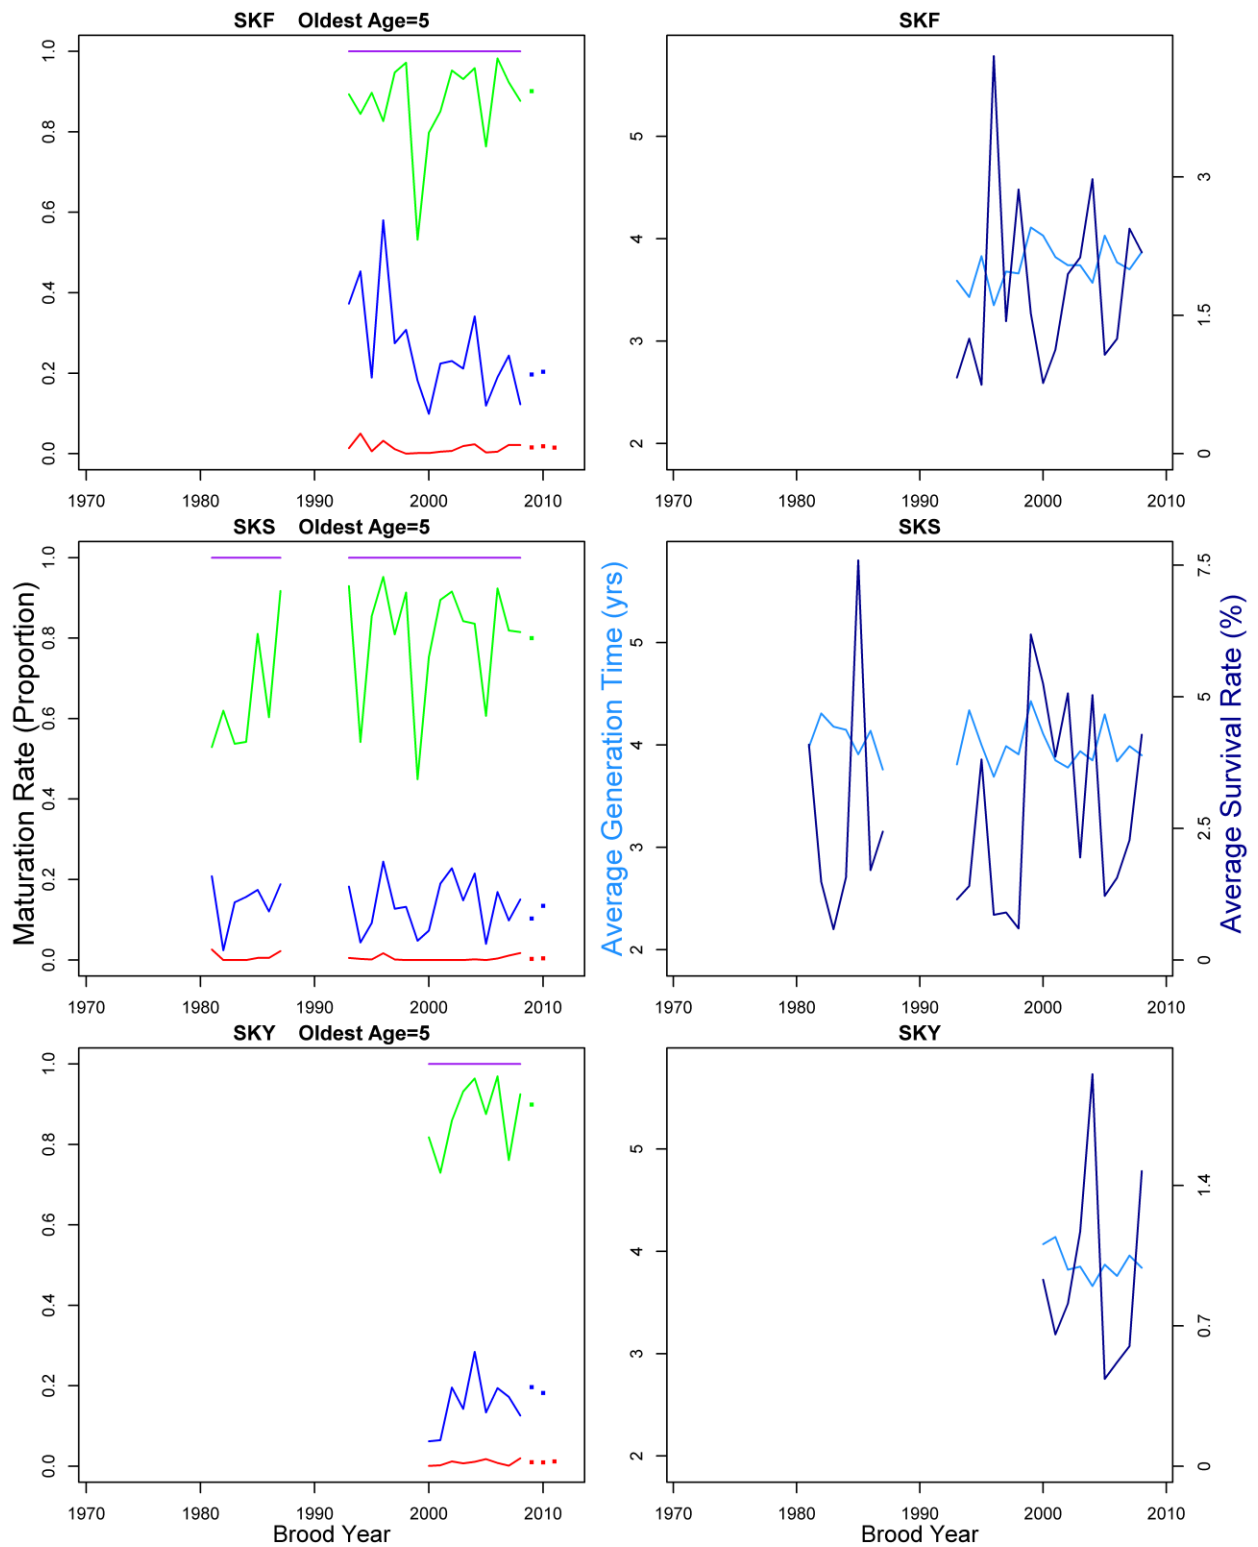 SKF Oldest Age=5
1.0
0.8
0.6
0.4
0.2
0.0
1970 1980 1990 2000 2010
SKF
5
4
3
2
3
1.5
0
1970 1980 1990 2000 2010
SKS Oldest Age=5
Maturation Rate (Proportion)
1.0
0.8
0.6
0.4
0.2
0.0
1970 1980 1990 2000 2010
SKS
Average Generation Time (yrs)
5
4
3
2
7.5
5
2.5
0
Average Survival Rate (%)
1970 1980 1990 2000 2010
SKY Oldest Age=5
1.0
0.8
0.6
0.4
0.2
0.0
1970 1980 1990 2000 2010
Brood Year
SKY
5
4
3
2
1.4
0.7
0
1970 1980 1990 2000 2010
Brood Year